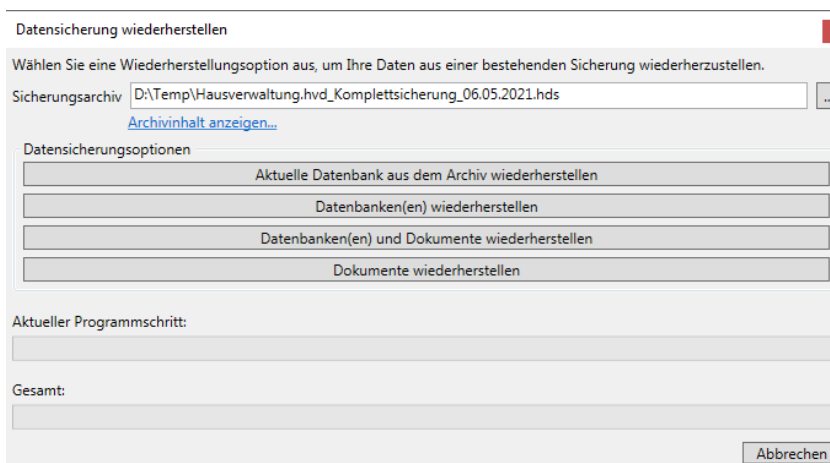 Datensicherung wiederherstellen
Wählen Sie eine Wiederherstellungsoption aus, um Ihre Daten aus einer bestehenden Sicherung wiederherzustellen.
Sicherungsarchiv D:\Temp\Hausverwaltung.hvd_Komplettsicherung_06.05.2021.hds ..
Archivinhalt anzeigen...
Datensicherungsoptionen
Aktuelle Datenbank aus dem Archiv wiederherstellen
Datenbanken(en) wiederherstellen
Datenbanken(en) und Dokumente wiederherstellen
Dokumente wiederherstellen
Aktueller Programmschritt:
Gesamt:
Abbrechen